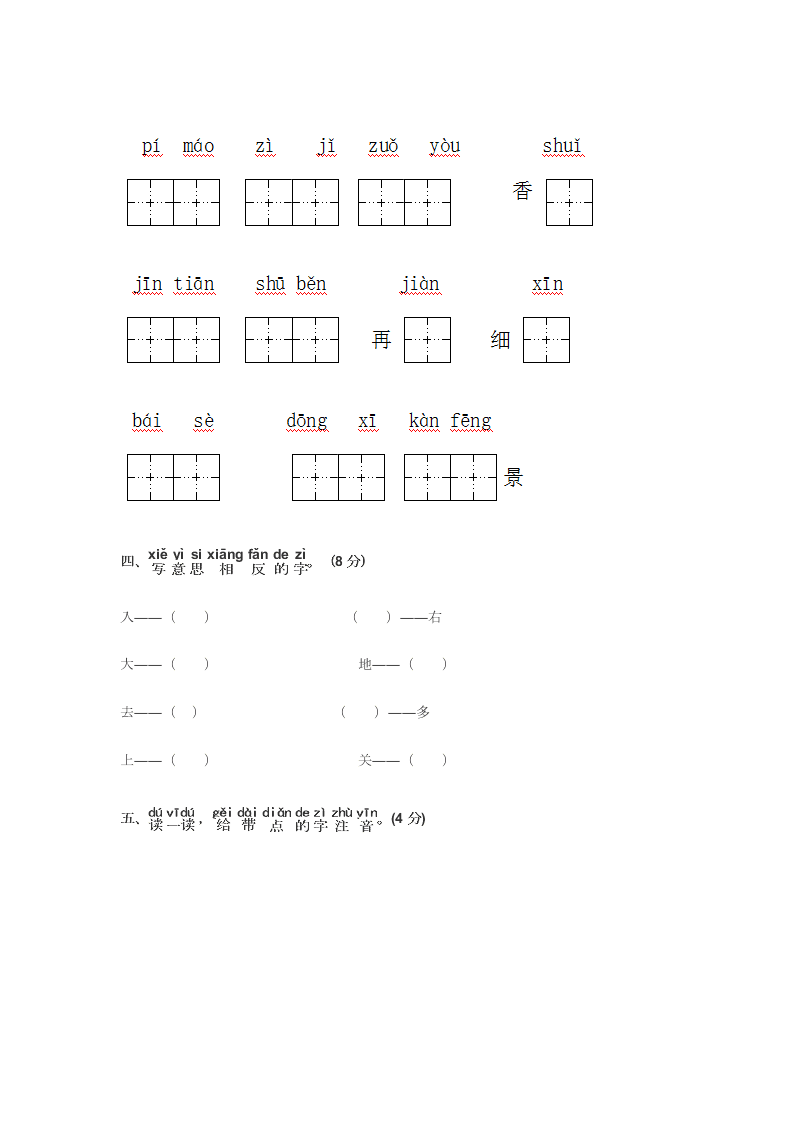 pí máo zì jǐ zuǒ yòu shuǐ
香
jīn tiān shū běn jiàn xīn
再 细
bái sè dōng xī kàn fēng
景
xiě yì si xiāng fǎn de zì
四、写意思相反的字。 (8 分)
入——（ ） （ ）——右
大——（ ） 地——（ ）
去——（ ） （ ）——多
上——（ ） 关——（ ）
dú yī dú gěi dài diǎn de zì zhù yīn
五、读一读，给带点的字注音。(4 分)